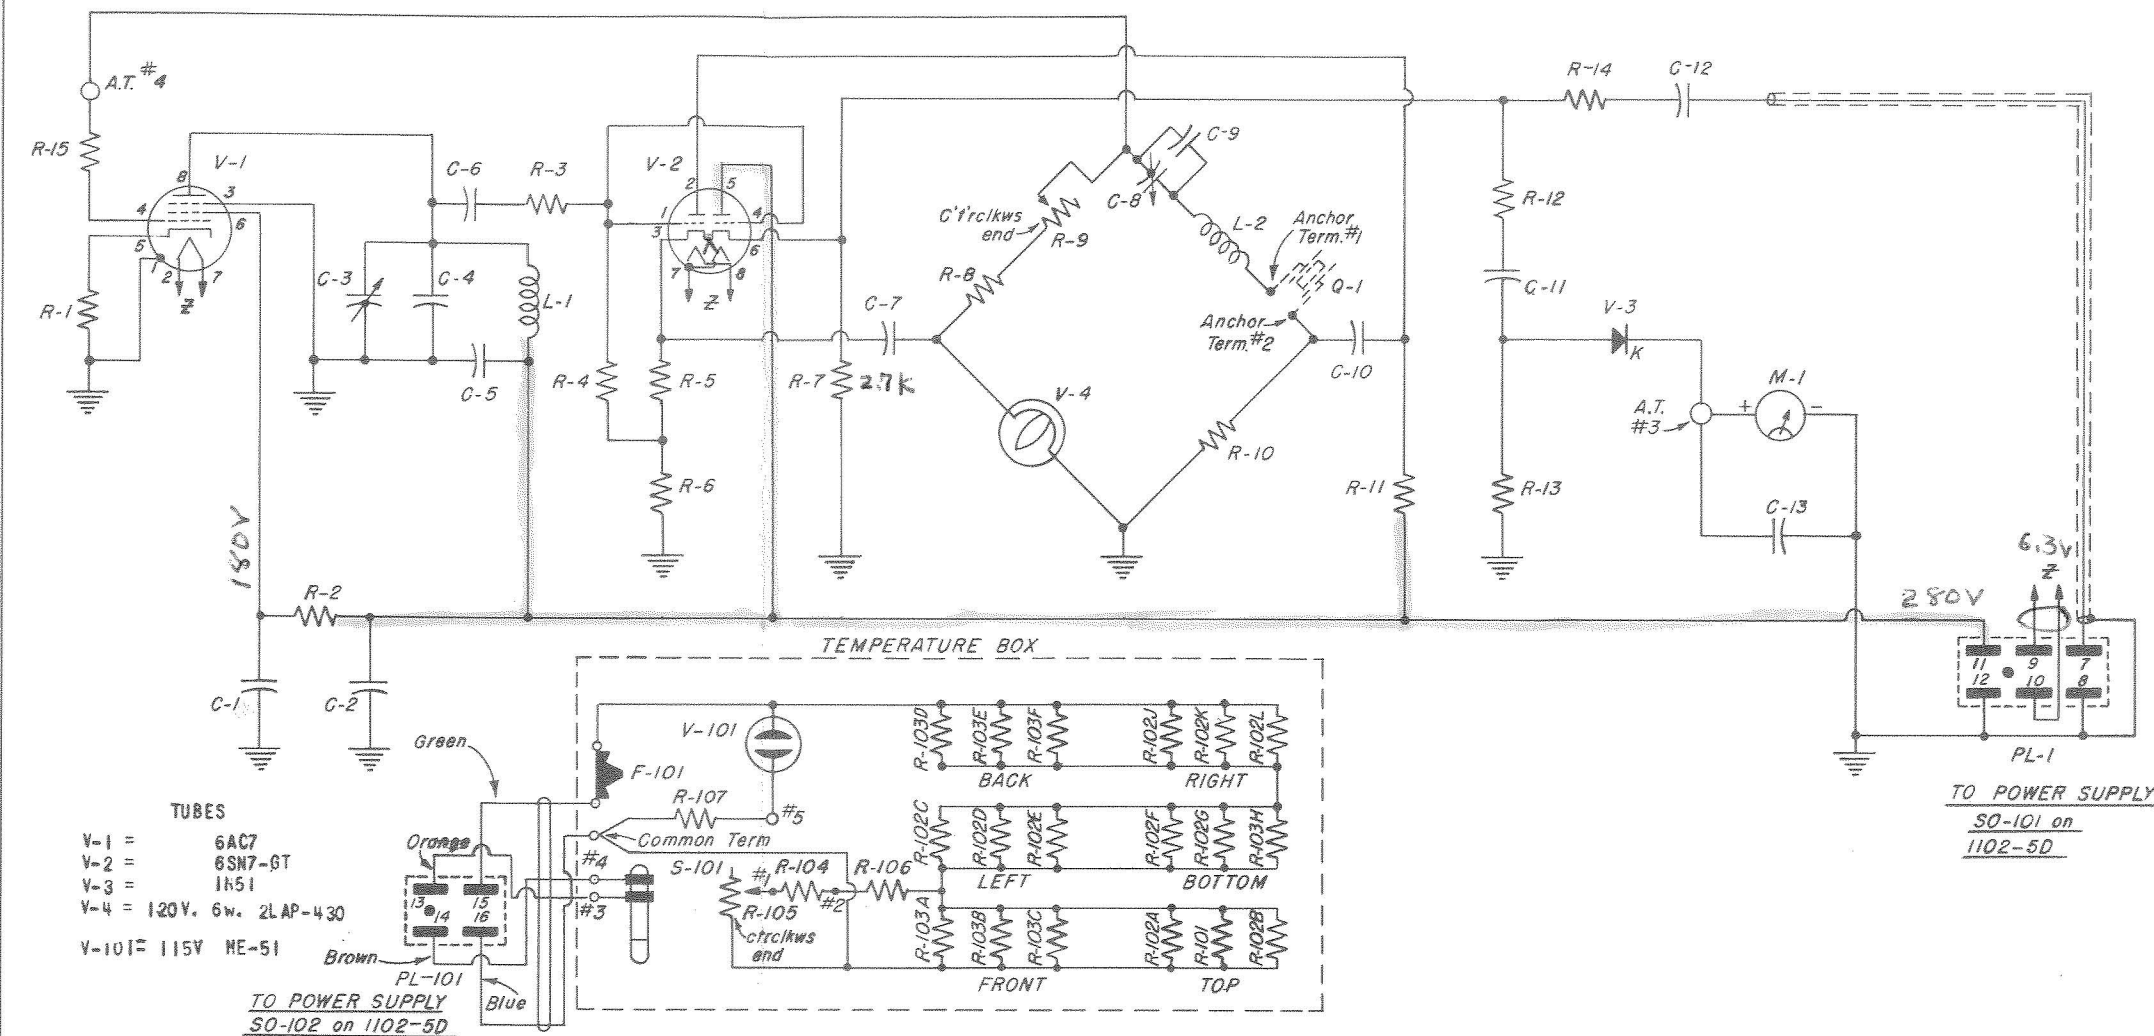 A.T. #4
R-14
C-12
R-15
V-1
8
3
4
6
5
1
2
7
Z
R-1
C-6
R-3
V-2
2
5
1
4
3
6
7
8
Z
C-3
C-4
L-1
C-5
R-4
R-5
R-6
C-7
R-7
2.7K
C't'rclkws
end
R-9
R-8
C-9
C-8
L-2
Anchor
Term.#1
Q-1
Anchor
Term.#2
C-10
V-4
R-10
R-11
R-12
C-11
V-3
K
M-1
A.T.
#3
+
-
R-13
C-13
180V
R-2
C-1
C-2
280V
6.3V
Z
11
9
7
12
10
8
PL-1
TO POWER SUPPLY
SO-101 on
1102-5D
TEMPERATURE BOX
Green
F-101
V-101
R-107
#5
Common Term
S-101
#4
#3
#1
R-104
#2
R-106
R-105
ctrclkws
end
R-103D
R-103E
R-103F
R-102J
R-102K
R-102L
BACK
RIGHT
R-102C
R-102D
R-102E
R-102F
R-102G
R-103H
LEFT
BOTTOM
R-103A
R-103B
R-103C
R-102A
R-101
R-102B
FRONT
TOP
TUBES
V-1 = 6AC7
V-2 = 6SN7-GT
V-3 = 1N51
V-4 = 120V. 6w. 2LAP-430
V-101= 115V NE-51
Orange
13
15
14
16
Brown
PL-101
Blue
TO POWER SUPPLY
SO-102 on 1102-5D